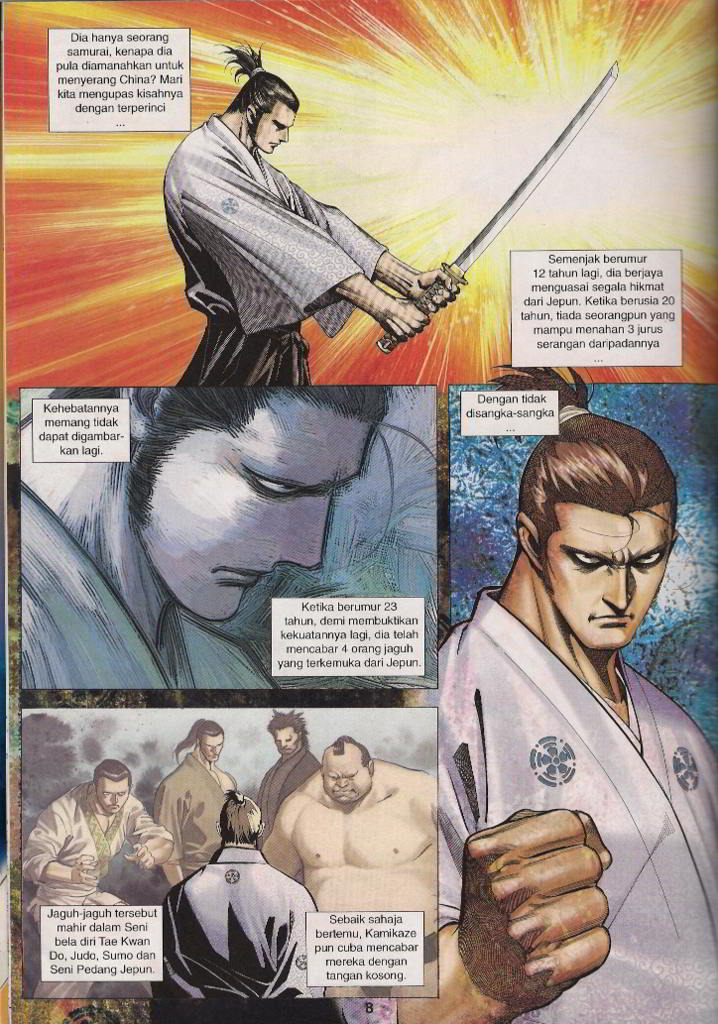 Dia hanya seorang
samurai, kenapa dia
pula diamanahkan untuk
menyerang China? Mari
kita mengupas kisahnya
dengan terperinci
...
Semenjak berumur
12 tahun lagi, dia berjaya
menguasai segala hikmat
dari Jepun. Ketika berusia 20
tahun, tiada seorangpun yang
mampu menahan 3 jurus
serangan daripadannya
...
Kehebatannya
memang tidak
dapat digambar-
kan lagi.
Ketika berumur 23
tahun, demi membuktikan
kekuatannya lagi, dia telah
mencabar 4 orang jaguh
yang terkemuka dari Jepun.
Dengan tidak
disangka-sangka
...
Jaguh-jaguh tersebut
mahir dalam Seni
bela diri Tae Kwan
Do, Judo, Sumo dan
Seni Pedang Jepun.
Sebaik sahaja
bertemu, Kamikaze
pun cuba mencabar
mereka dengan
tangan kosong.
8